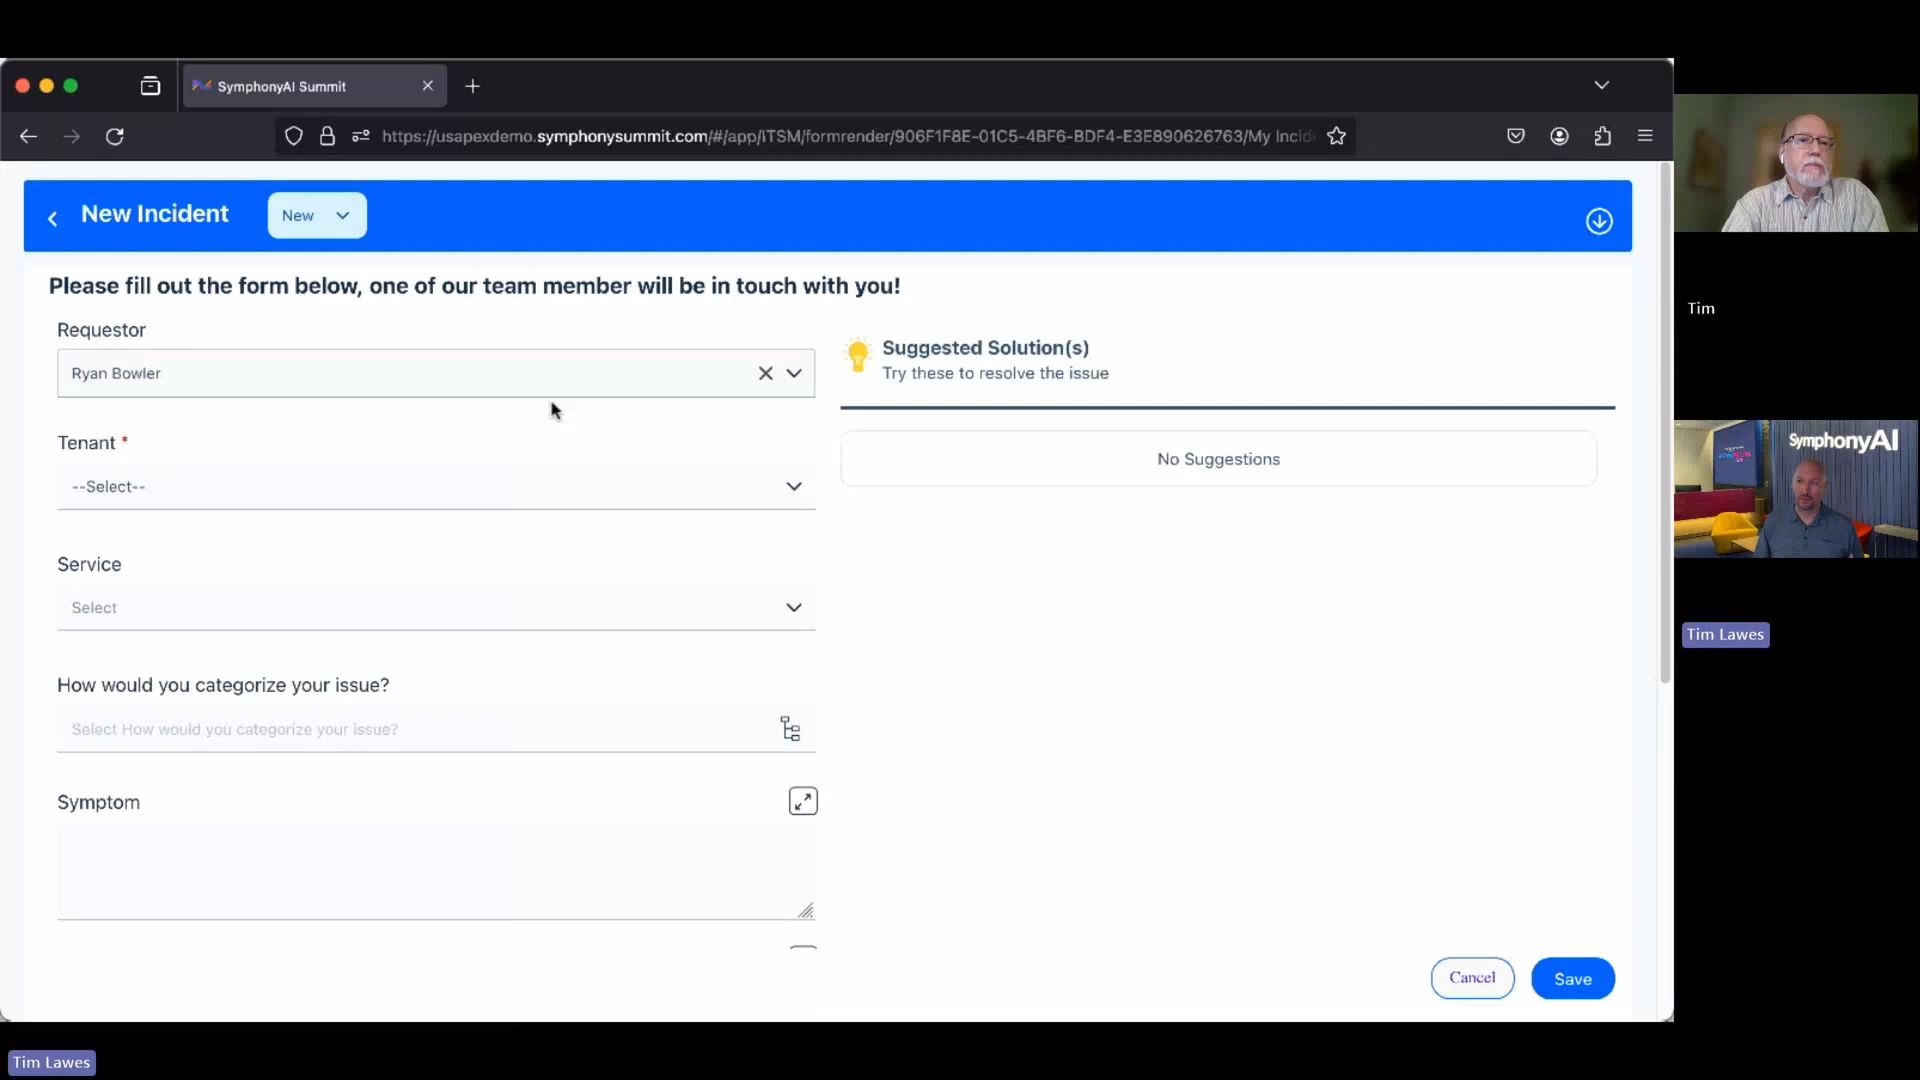 SymphonyAI Summit
https://usapexdemo.symphonysummit.com/#/app/ITSM/formrender/906F1F8E-01C5-4BF6-BDF4-E3E890626763/My Incid
New Incident
New
Please fill out the form below, one of our team member will be in touch with you!
Requestor
Ryan Bowler
Tenant *
--Select--
Service
Select
How would you categorize your issue?
Select How would you categorize your issue?
Symptom
Suggested Solution(s)
Try these to resolve the issue
No Suggestions
Cancel
Save
Tim
SymphonyAI
Tim Lawes
Tim Lawes